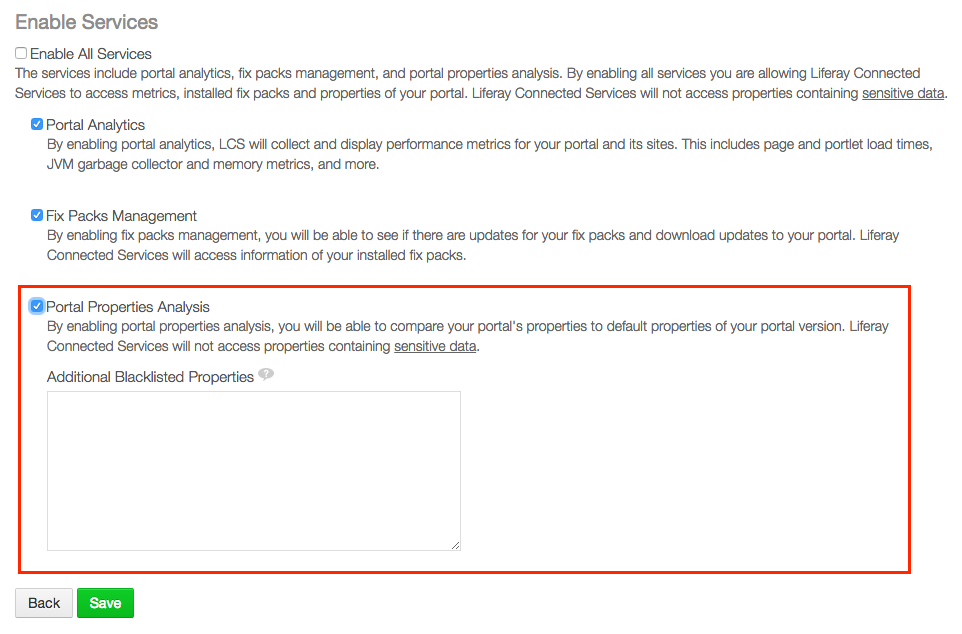 Enable Services
Enable All Services
The services include portal analytics, fix packs management, and portal properties analysis. By enabling all services you are allowing Liferay Connected
Services to access metrics, installed fix packs and properties of your portal. Liferay Connected Services will not access properties containing sensitive data.
Portal Analytics
By enabling portal analytics, LCS will collect and display performance metrics for your portal and its sites. This includes page and portlet load times,
JVM garbage collector and memory metrics, and more.
Fix Packs Management
By enabling fix packs management, you will be able to see if there are updates for your fix packs and download updates to your portal. Liferay
Connected Services will access information of your installed fix packs.
Portal Properties Analysis
By enabling portal properties analysis, you will be able to compare your portal's properties to default properties of your portal version. Liferay
Connected Services will not access properties containing sensitive data.
Additional Blacklisted Properties ?
Back Save